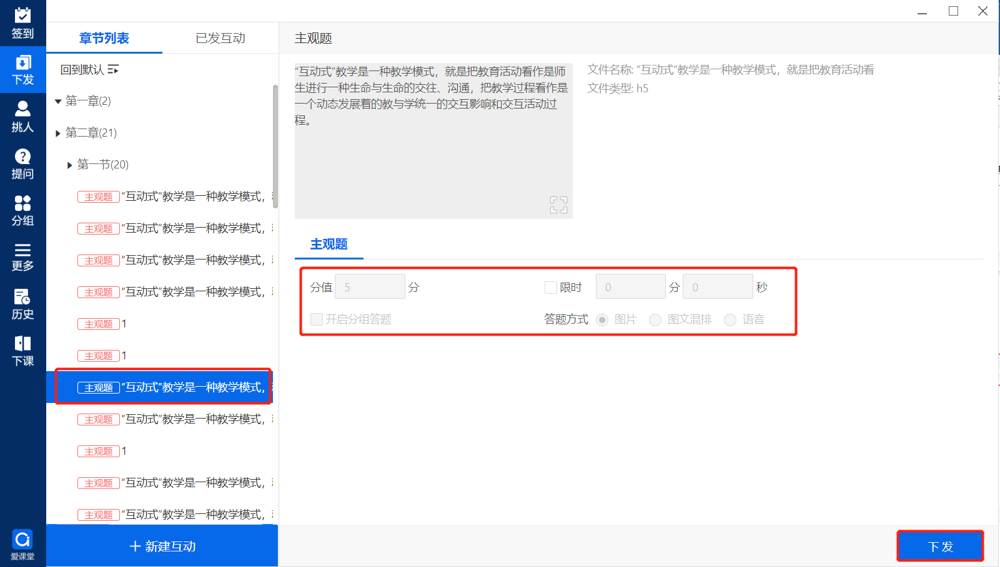 签到
下发
挑人
提问
分组
更多
历史
下课
爱课堂
章节列表
已发互动
回到默认
第一章(2)
第二章(21)
第一节(20)
主观题 “互动式”教学是一种教学模式，
主观题 “互动式”教学是一种教学模式，
主观题 “互动式”教学是一种教学模式，
主观题 “互动式”教学是一种教学模式，
主观题 1
主观题 1
主观题 “互动式”教学是一种教学模式，
主观题 “互动式”教学是一种教学模式，
主观题 1
主观题 “互动式”教学是一种教学模式，
主观题 “互动式”教学是一种教学模式，
新建互动
主观题
“互动式”教学是一种教学模式，就是把教育活动看作是师
生进行一种生命与生命的交往、沟通，把教学过程看作是
一个动态发展着的教与学统一的交互影响和交互活动过
程。
文件名称: “互动式”教学是一种教学模式，就是把教育活动看
文件类型: h5
主观题
分值 5 分
限时 0 分 0 秒
开启分组答题
答题方式 图片 图文混排 语音
下发